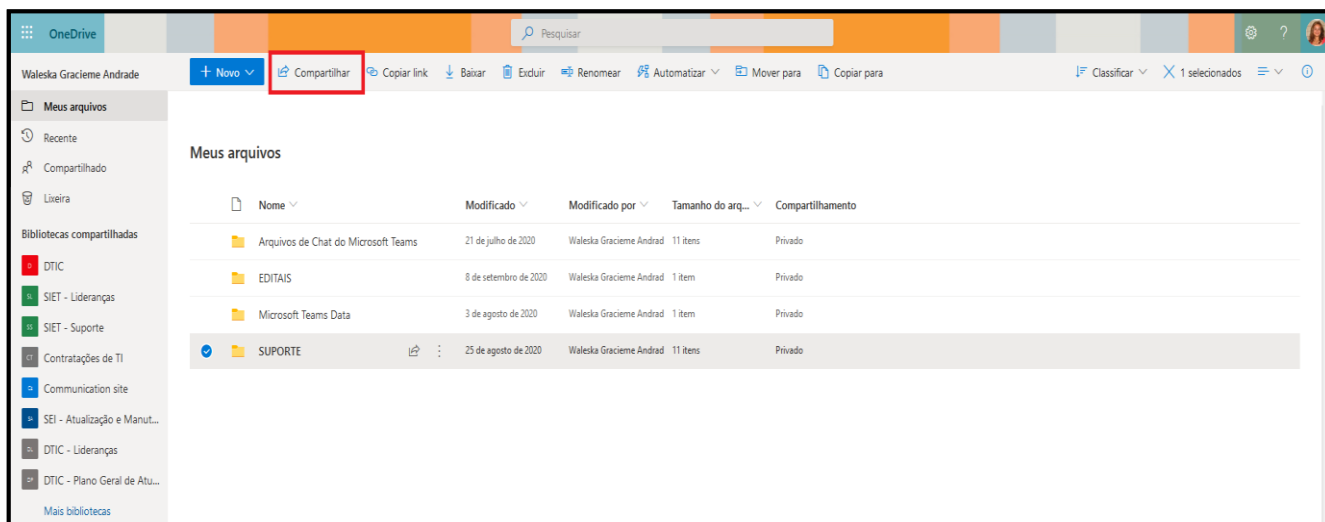 OneDrive
Pesquisar
?
Waleska Gracieme Andrade
+ Novo
Compartilhar
Copiar link
Baixar
Excluir
Renomear
Automatizar
Mover para
Copiar para
Classificar
1 selecionados
Meus arquivos
Recente
Compartilhado
Lixeira
Bibliotecas compartilhadas
D DTIC
SL SIET - Lideranças
SS SIET - Suporte
CT Contratações de TI
Communication site
SA SEI - Atualização e Manut...
DL DTIC - Lideranças
DP DTIC - Plano Geral de Atu...
Mais bibliotecas
Meus arquivos
Nome Modificado Modificado por Tamanho do arq... Compartilhamento
Arquivos de Chat do Microsoft Teams 21 de julho de 2020 Waleska Gracieme Andrad 11 itens Privado
EDITAIS 8 de setembro de 2020 Waleska Gracieme Andrad 1 item Privado
Microsoft Teams Data 3 de agosto de 2020 Waleska Gracieme Andrad 1 item Privado
SUPORTE 25 de agosto de 2020 Waleska Gracieme Andrad 11 itens Privado